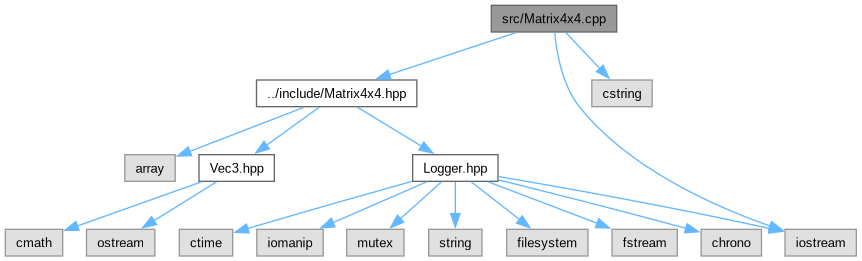 src/Matrix4x4.cpp
../include/Matrix4x4.hpp
cstring
array
Vec3.hpp
Logger.hpp
cmath
ostream
ctime
iomanip
mutex
string
filesystem
fstream
chrono
iostream